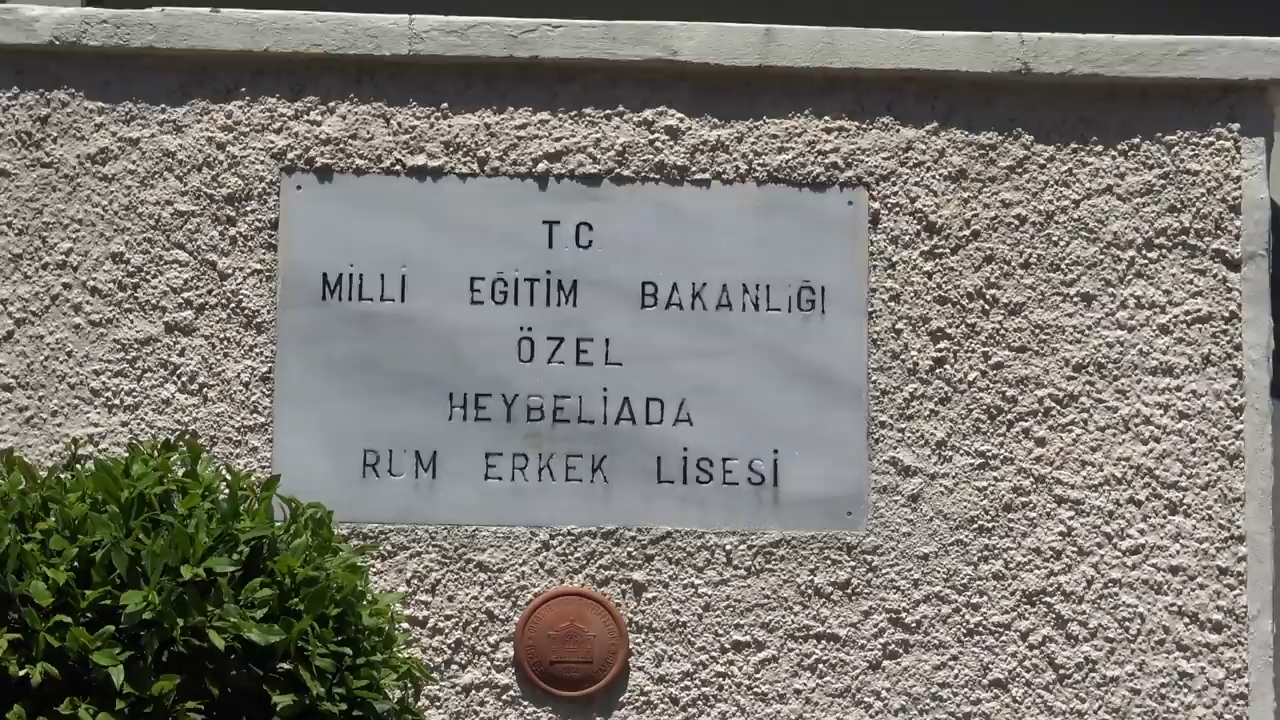 T.C.
MİLLİ EĞİTİM BAKANLIĞI
ÖZEL
HEYBELİADA
RUM ERKEK LİSESİ